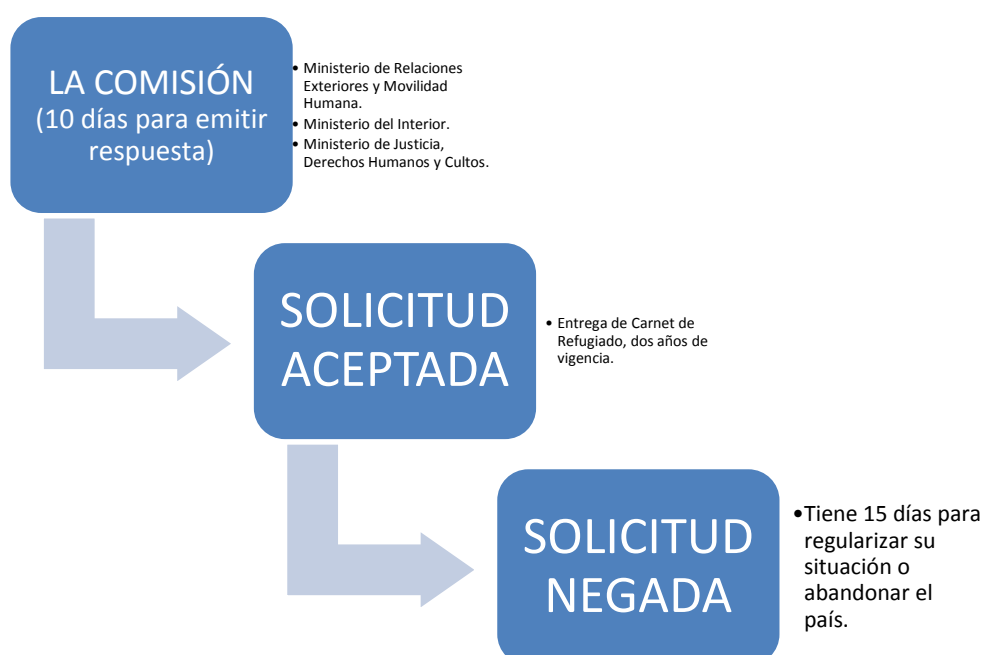 LA COMISIÓN
(10 días para emitir
respuesta)
• Ministerio de Relaciones
Exteriores y Movilidad
Humana.
• Ministerio del Interior.
• Ministerio de Justicia,
Derechos Humanos y Cultos.
SOLICITUD
ACEPTADA
• Entrega de Carnet de
Refugiado, dos años de
vigencia.
SOLICITUD
NEGADA
•Tiene 15 días para
regularizar su
situación o
abandonar el
país.